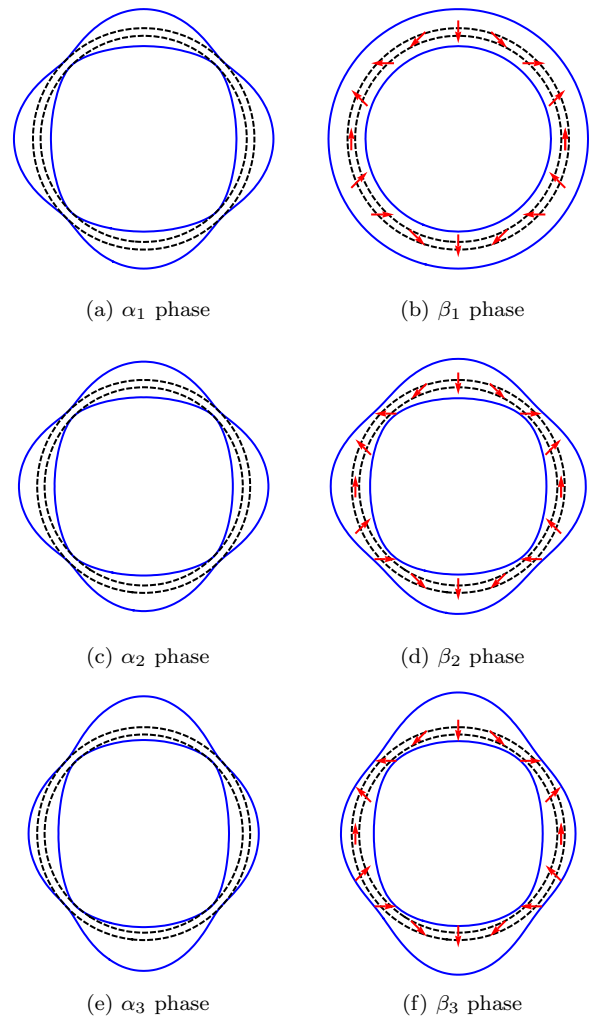 (a) α₁ phase
(b) β₁ phase
(c) α₂ phase
(d) β₂ phase
(e) α₃ phase
(f) β₃ phase